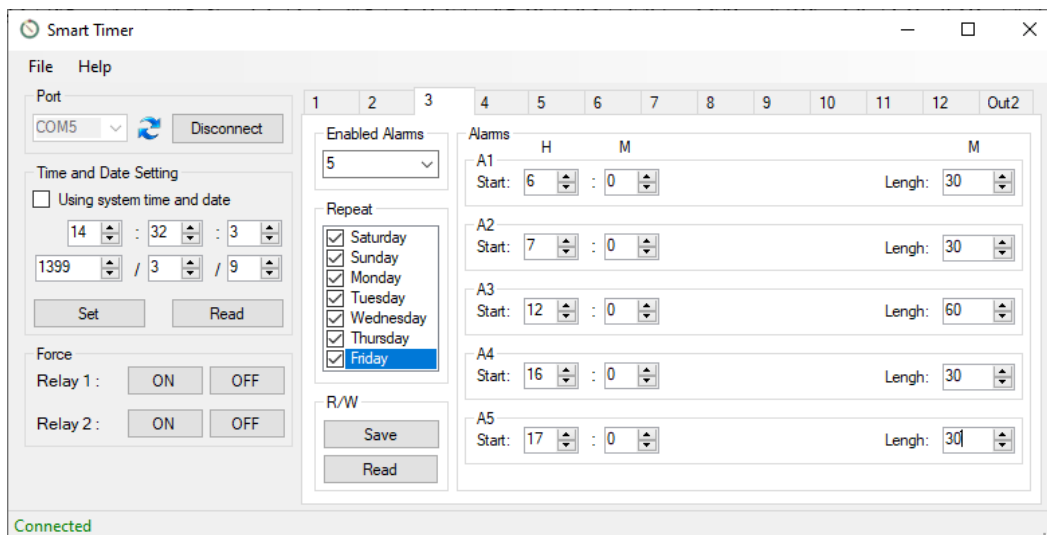 Smart Timer
File Help
Port
COM5 Disconnect
Time and Date Setting
Using system time and date
14 : 32 : 3
1399 / 3 / 9
Set Read
Force
Relay 1 : ON OFF
Relay 2 : ON OFF
1 2 3 4 5 6 7 8 9 10 11 12 Out2
Enabled Alarms
5
Repeat
Saturday
Sunday
Monday
Tuesday
Wednesday
Thursday
Friday
R/W
Save
Read
Alarms
H M M
A1
Start: 6 : 0 Lengh: 30
A2
Start: 7 : 0 Lengh: 30
A3
Start: 12 : 0 Lengh: 60
A4
Start: 16 : 0 Lengh: 30
A5
Start: 17 : 0 Lengh: 30
Connected